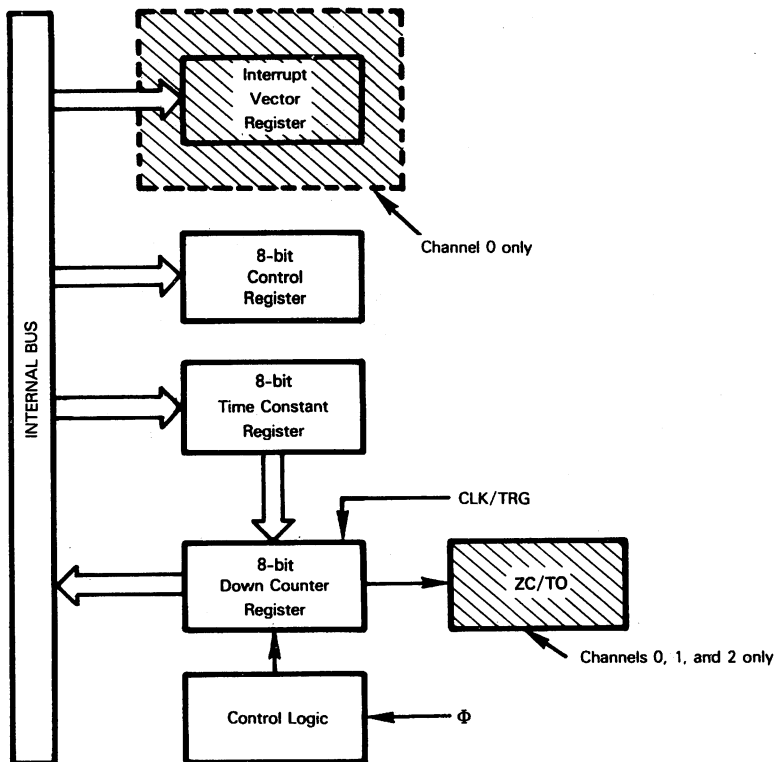 Interrupt
Vector
Register
Channel 0 only
8-bit
Control
Register
INTERNAL BUS
8-bit
Time Constant
Register
CLK/TRG
8-bit
Down Counter
Register
ZC/TO
Channels 0, 1, and 2 only
Control Logic
Φ